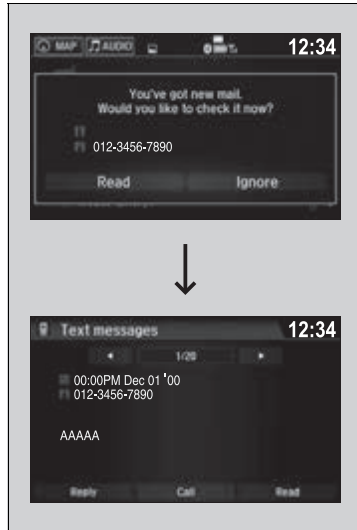 MAP AUDIO 12:34
You've got new mail.
Would you like to check it now?
012-3456-7890
Read Ignore
Text messages 12:34
1/20
00:00PM Dec 01 '00
012-3456-7890
AAAAA
Reply Call Read